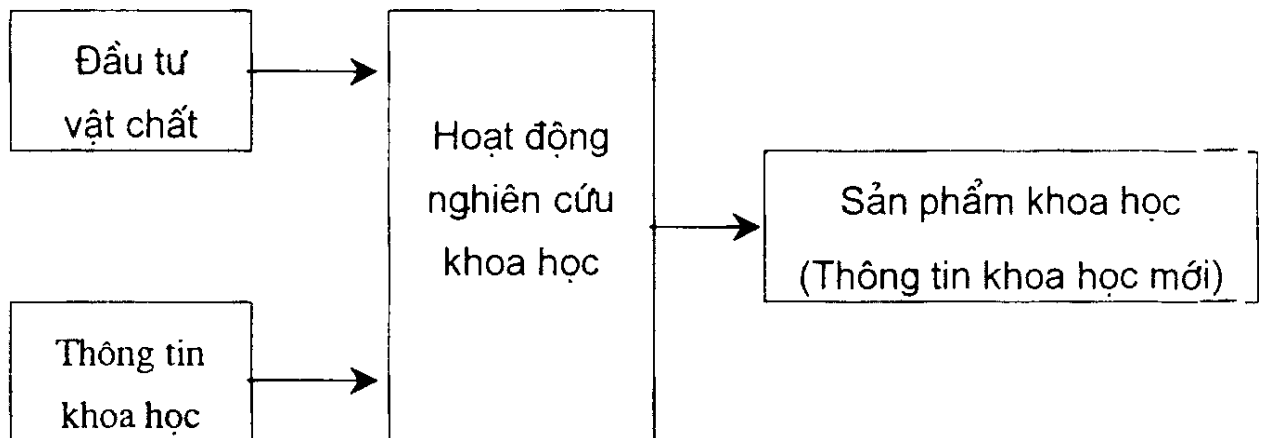 Đầu tư
vật chất
Hoạt động
nghiên cứu
khoa học
Sản phẩm khoa học
(Thông tin khoa học mới)
Thông tin
khoa học